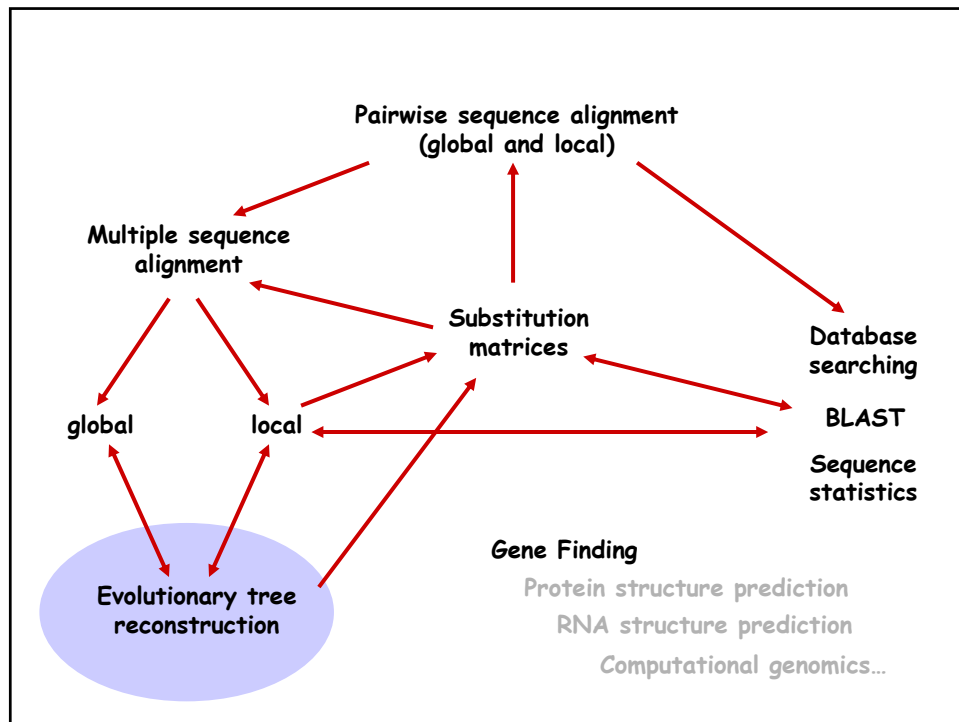 Pairwise sequence alignment
(global and local)
Multiple sequence
alignment
Substitution
matrices
Database
searching
global
local
BLAST
Sequence
statistics
Gene Finding
Protein structure prediction
RNA structure prediction
Computational genomics…
Evolutionary tree
reconstruction